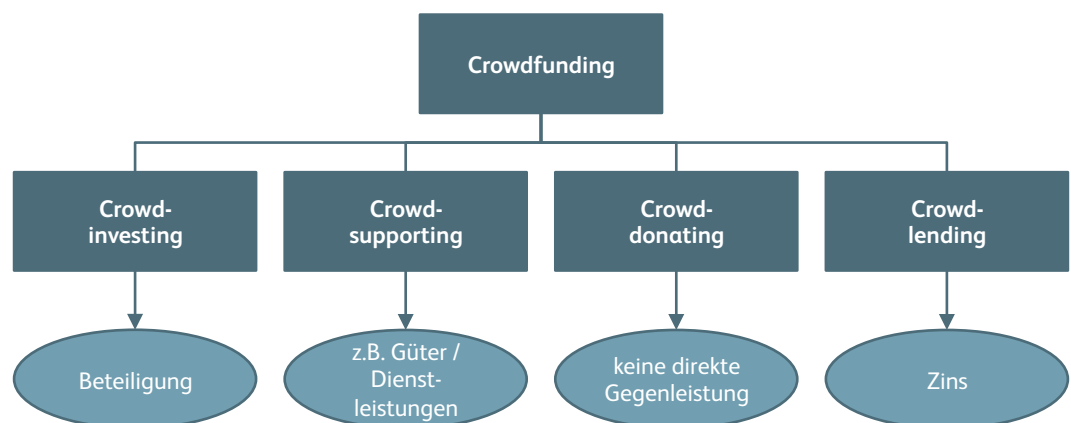 Crowdfunding
Crowd-
investing
Crowd-
supporting
Crowd-
donating
Crowd-
lending
Beteiligung
z.B. Güter /
Dienst-
leistungen
keine direkte
Gegenleistung
Zins